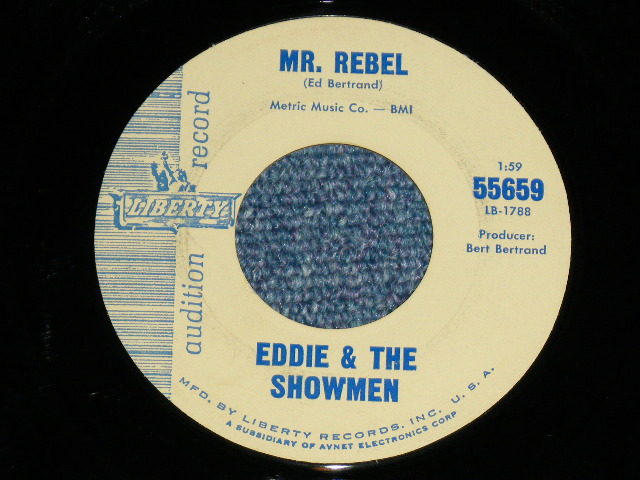 MR. REBEL
(Ed Bertrand)
Metric Music Co. — BMI
1:59
55659
LB-1788
Producer:
Bert Bertrand
LIBERTY
audition record
EDDIE & THE
SHOWMEN
MFD. BY LIBERTY RECORDS, INC. U. S. A.
A SUBSIDIARY OF AVNET ELECTRONICS CORP